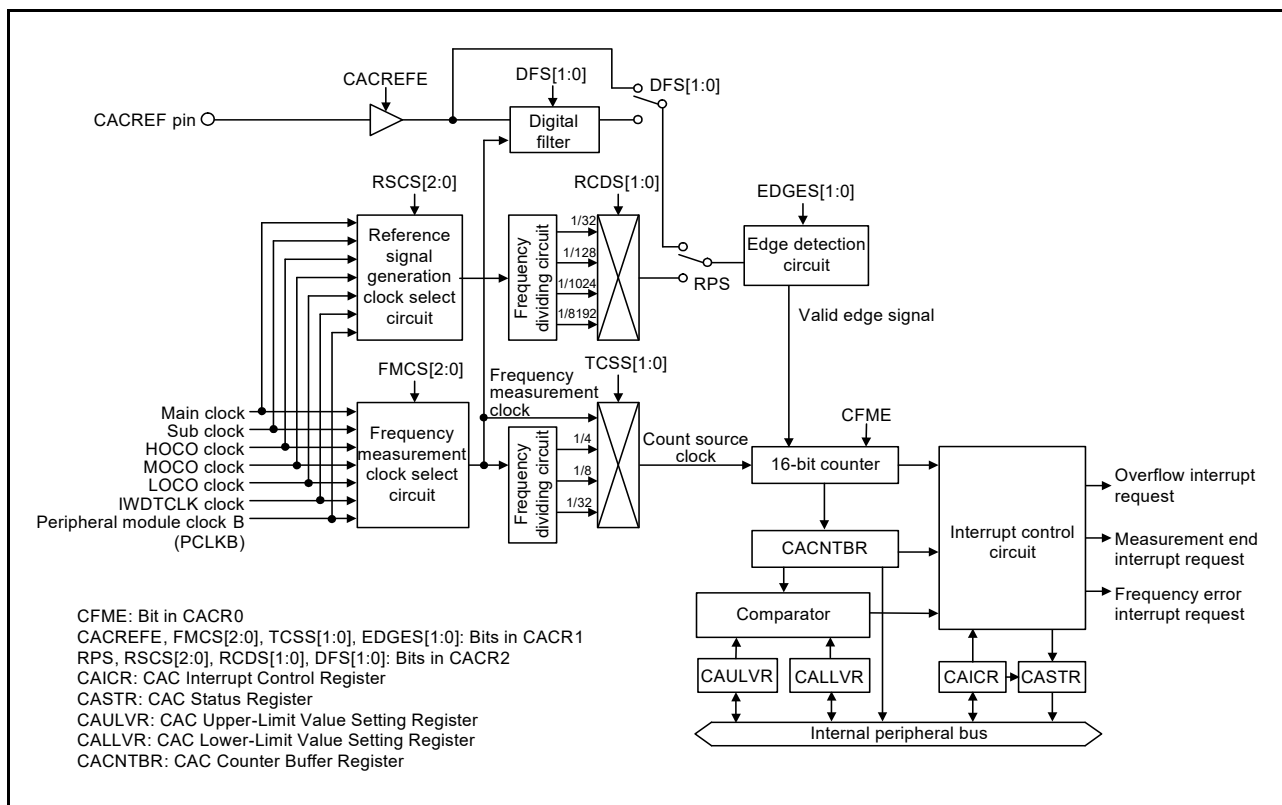 CACREFE
DFS[1:0]
DFS[1:0]
CACREF pin
Digital
filter
RSCS[2:0]
RCDS[1:0]
EDGES[1:0]
Reference
signal
generation
clock select
circuit
Frequency
dividing circuit
1/32
1/128
1/1024
1/8192
RPS
Edge detection
circuit
Valid edge signal
FMCS[2:0]
Frequency
measurement
clock
TCSS[1:0]
CFME
Main clock
Sub clock
HOCO clock
MOCO clock
LOCO clock
IWDTCLK clock
Peripheral module clock B
(PCLKB)
Frequency
measurement
clock select
circuit
Frequency
dividing circuit
1/4
1/8
1/32
Count source
clock
16-bit counter
CACNTBR
Comparator
Interrupt control
circuit
Overflow interrupt
request
Measurement end
interrupt request
Frequency error
interrupt request
CAULVR
CALLVR
CAICR
CASTR
Internal peripheral bus
CFME: Bit in CACR0
CACREFE, FMCS[2:0], TCSS[1:0], EDGES[1:0]: Bits in CACR1
RPS, RSCS[2:0], RCDS[1:0], DFS[1:0]: Bits in CACR2
CAICR: CAC Interrupt Control Register
CASTR: CAC Status Register
CAULVR: CAC Upper-Limit Value Setting Register
CALLVR: CAC Lower-Limit Value Setting Register
CACNTBR: CAC Counter Buffer Register